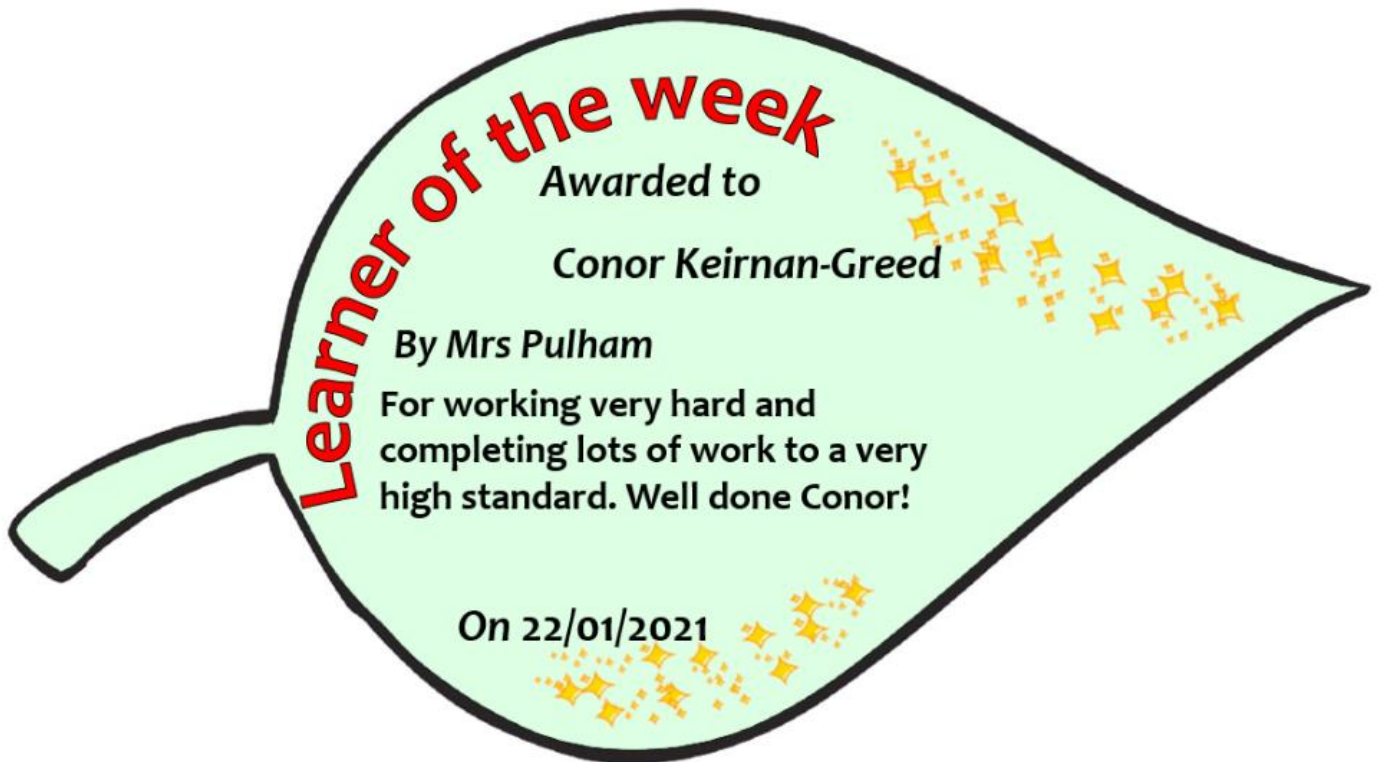 Learner of the week
Awarded to
Conor Keirnan-Greed
By Mrs Pulham
For working very hard and
completing lots of work to a very
high standard. Well done Conor!
On 22/01/2021